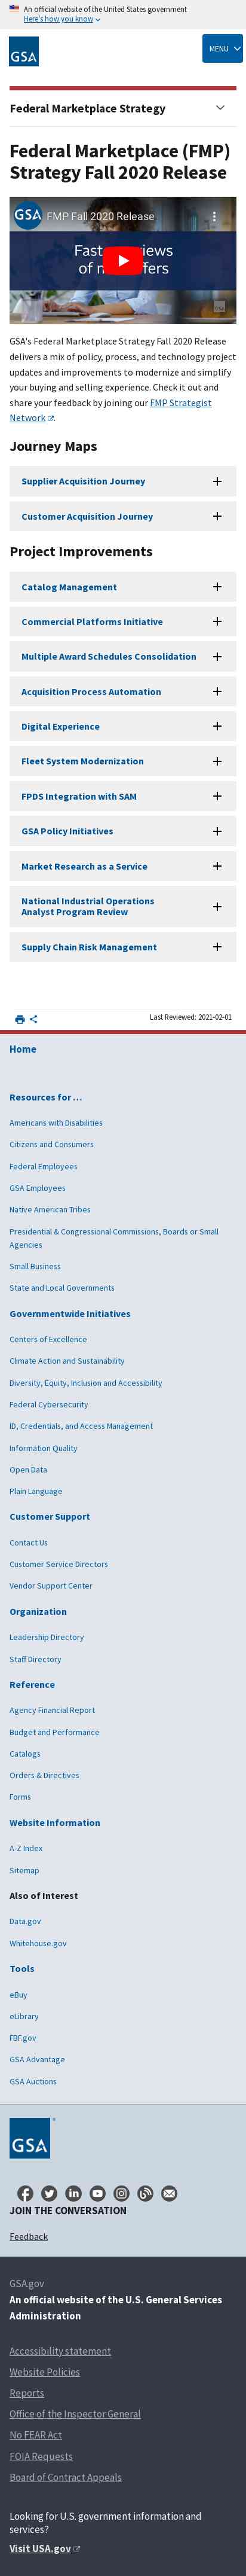 An official website of the United States government
Here's how you know
GSA
MENU
Federal Marketplace Strategy
Federal Marketplace (FMP)
Strategy Fall 2020 Release
GSA
FMP Fall 2020 Release
Fast
of m
GSA's Federal Marketplace Strategy Fall 2020 Release
delivers a mix of policy, process, and technology project
and training improvements to modernize and simplify
your buying and selling experience. Check it out and
share your feedback by joining our FMP Strategist
Network.
Journey Maps
Supplier Acquisition Journey
Customer Acquisition Journey
Project Improvements
Catalog Management
Commercial Platforms Initiative
Multiple Award Schedules Consolidation
Acquisition Process Automation
Digital Experience
Fleet System Modernization
FPDS Integration with SAM
GSA Policy Initiatives
Market Research as a Service
National Industrial Operations
Analyst Program Review
Supply Chain Risk Management
Last Reviewed: 2021-02-01
Home
Resources for …
Americans with Disabilities
Citizens and Consumers
Federal Employees
GSA Employees
Native American Tribes
Presidential & Congressional Commissions, Boards or Small
Agencies
Small Business
State and Local Governments
Governmentwide Initiatives
Centers of Excellence
Climate Action and Sustainability
Diversity, Equity, Inclusion and Accessibility
Federal Cybersecurity
ID, Credentials, and Access Management
Information Quality
Open Data
Plain Language
Customer Support
Contact Us
Customer Service Directors
Vendor Support Center
Organization
Leadership Directory
Staff Directory
Reference
Agency Financial Report
Budget and Performance
Catalogs
Orders & Directives
Forms
Website Information
A-Z Index
Sitemap
Also of Interest
Data.gov
Whitehouse.gov
Tools
eBuy
eLibrary
FBF.gov
GSA Advantage
GSA Auctions
GSA
JOIN THE CONVERSATION
Feedback
GSA.gov
An official website of the U.S. General Services
Administration
Accessibility statement
Website Policies
Reports
Office of the Inspector General
No FEAR Act
FOIA Requests
Board of Contract Appeals
Looking for U.S. government information and
services?
Visit USA.gov